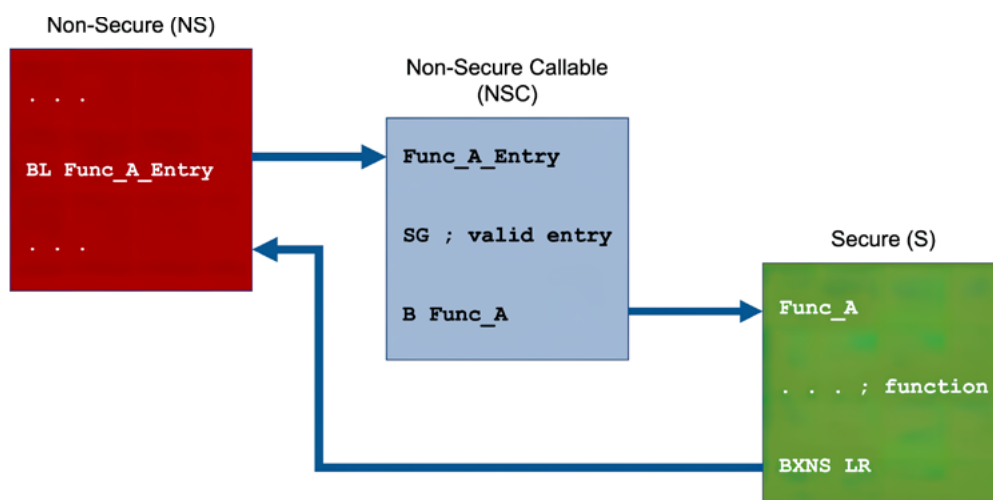 Non-Secure (NS)
. . .
BL Func_A_Entry
. . .
Non-Secure Callable
(NSC)
Func_A_Entry
SG ; valid entry
B Func_A
Secure (S)
Func_A
. . . ; function
BXNS LR